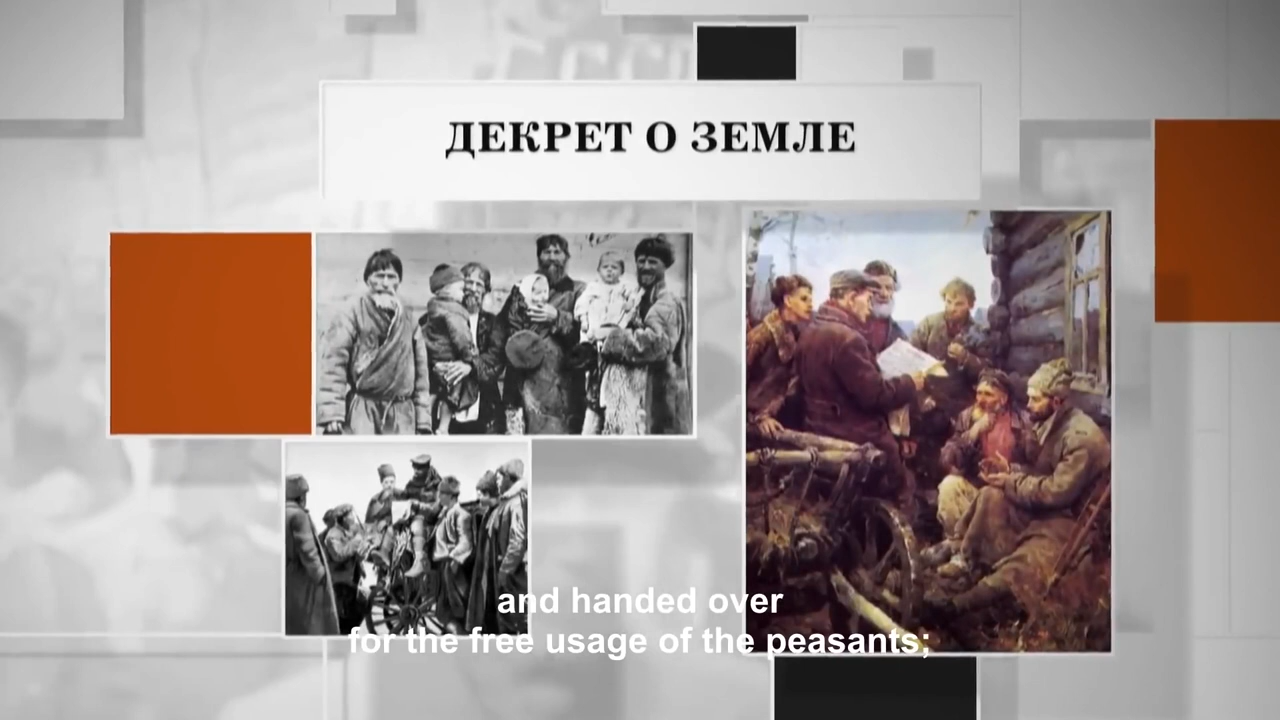 ДЕКРЕТ О ЗЕМЛЕ
and handed over
for the free usage of the peasants;